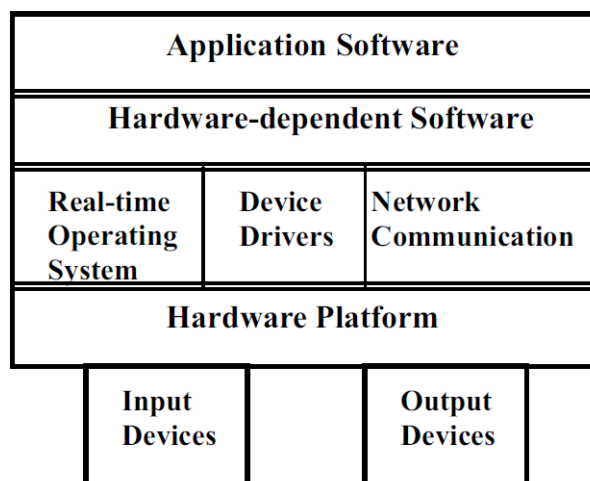 Application Software
Hardware-dependent Software
Real-time
Operating
System
Device
Drivers
Network
Communication
Hardware Platform
Input
Devices
Output
Devices